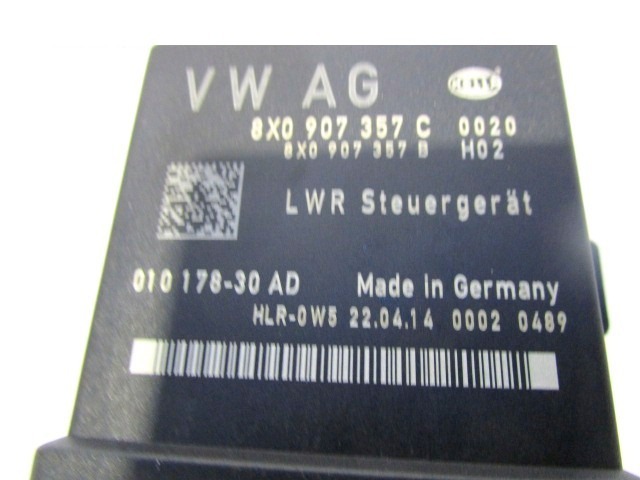 VW AG HELLA
8X0 907 357 C 0020
8X0 907 357 B H02
LWR Steuergerät
010 178-30 AD Made in Germany
HLR-0W5 22.04.14 0002 0489